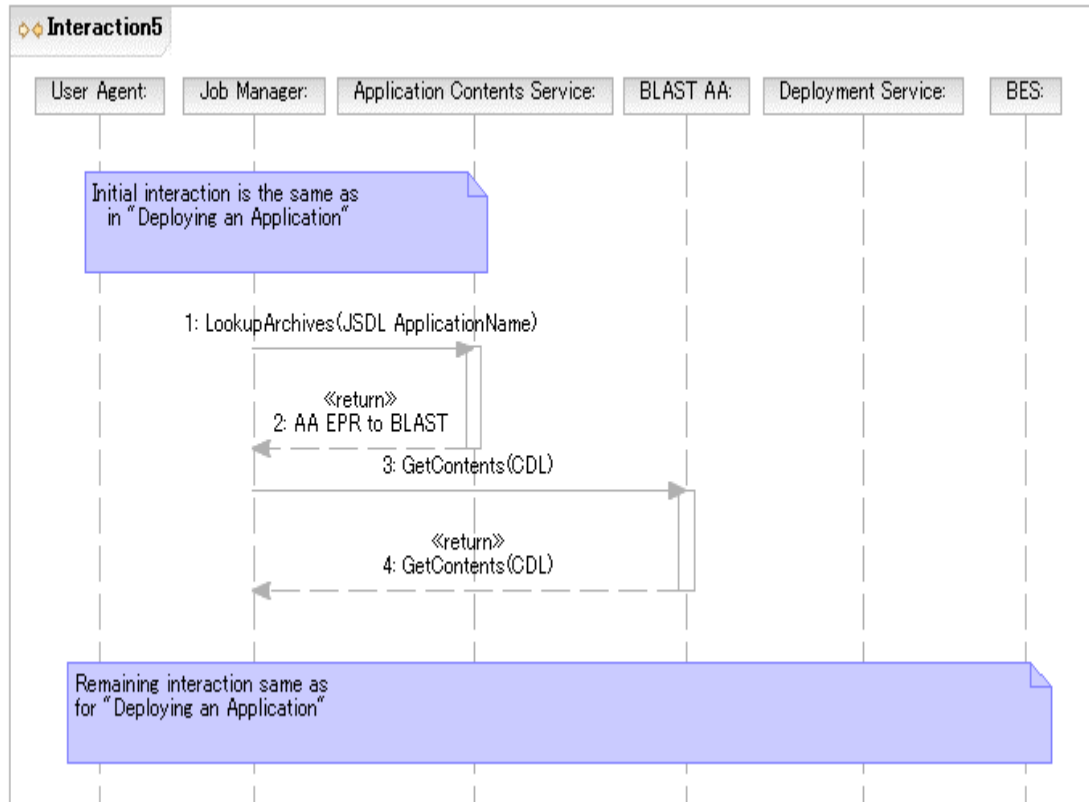 Interaction5
User Agent:
Job Manager:
Application Contents Service:
BLAST AA:
Deployment Service:
BES:
Initial interaction is the same as
in "Deploying an Application"
1: LookupArchives(JSDL ApplicationName)
≪return≫
2: AA EPR to BLAST
3: GetContents(CDL)
≪return≫
4: GetContents(CDL)
Remaining interaction same as
for "Deploying an Application"